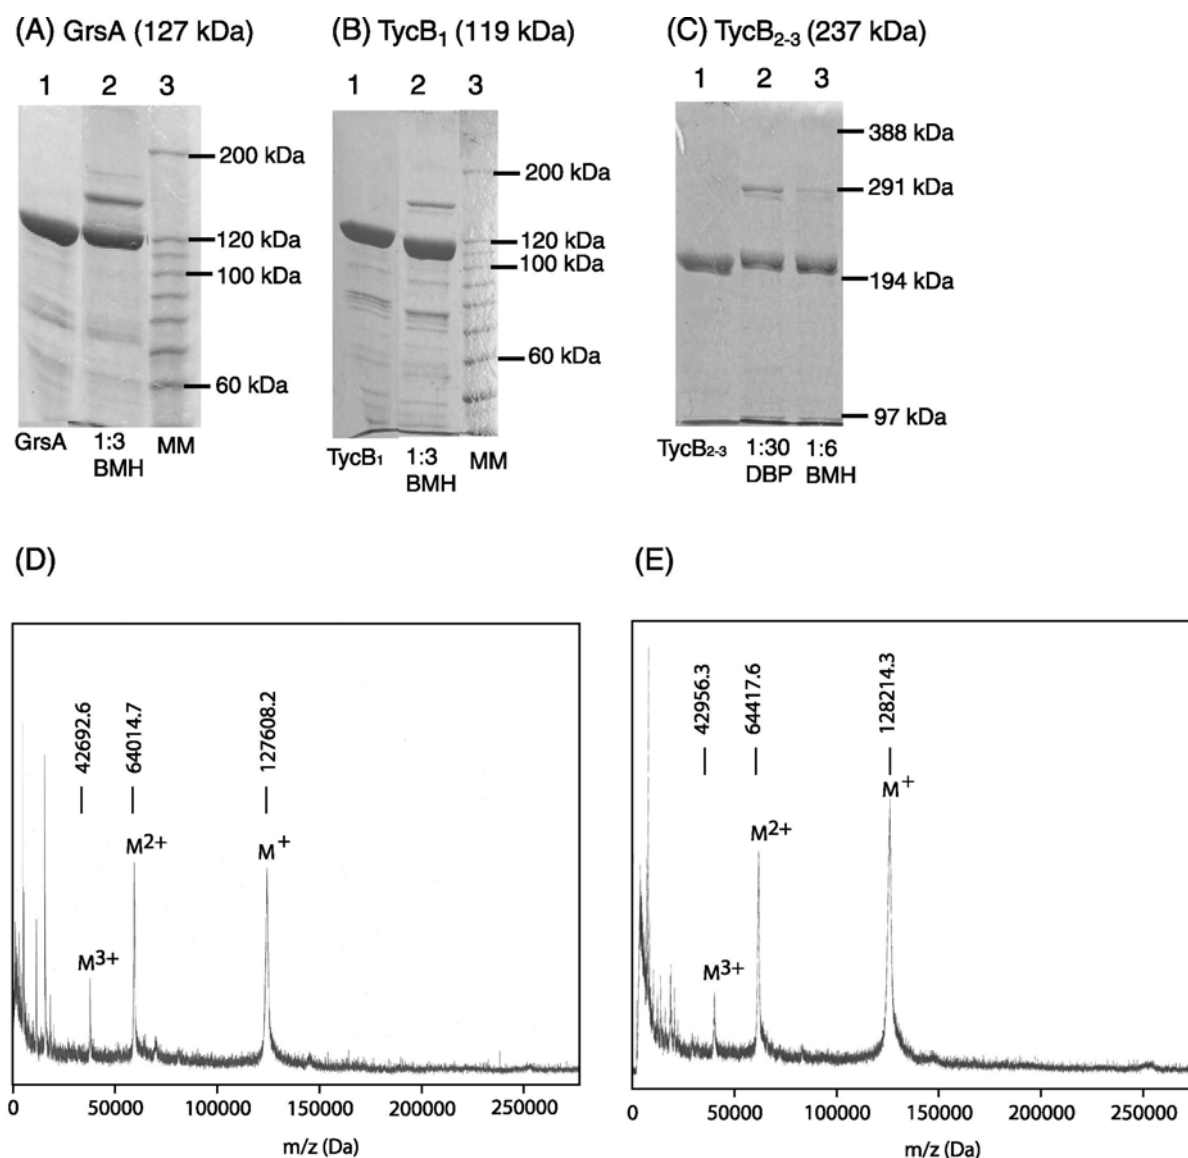 (A) GrsA (127 kDa)
1 2 3
200 kDa
120 kDa
100 kDa
60 kDa
GrsA 1:3 MM
BMH
(B) TycB₁ (119 kDa)
1 2 3
200 kDa
120 kDa
100 kDa
60 kDa
TycB₁ 1:3 MM
BMH
(C) TycB₂₋₃ (237 kDa)
1 2 3
388 kDa
291 kDa
194 kDa
97 kDa
TycB₂₋₃ 1:30 1:6
DBP BMH
(D)
42692.6
64014.7
127608.2
M³⁺
M²⁺
M⁺
0 50000 100000 150000 200000 250000
m/z (Da)
(E)
42956.3
64417.6
128214.3
M³⁺
M²⁺
M⁺
0 50000 100000 150000 200000 250000
m/z (Da)